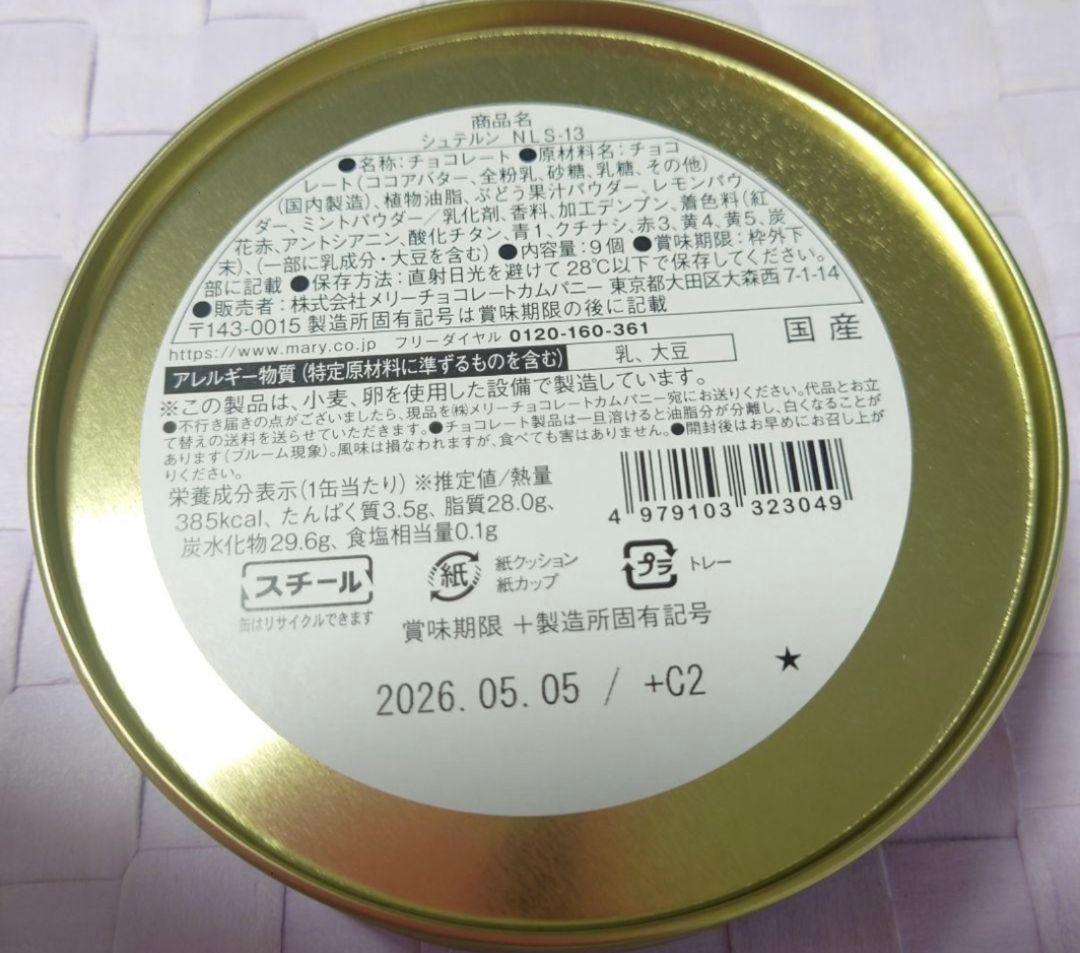 商品名
シュテルン NLS-13
●名称：チョコレート ●原材料名：チョコ
レート（ココアバター、全粉乳、砂糖、乳糖、その他）
（国内製造）、植物油脂、ぶどう果汁パウダー、レモンパウ
ダー、ミントパウダー／乳化剤、香料、加工デンプン、着色料（紅
花赤、アントシアニン、酸化チタン、青1、クチナシ、赤3、黄4、黄5、炭
末）、（一部に乳成分・大豆を含む） ●内容量：9個 ●賞味期限：枠外下
部に記載 ●保存方法：直射日光を避けて28℃以下で保存してください。
●販売者：株式会社メリーチョコレートカムパニー 東京都大田区大森西7-1-14
〒143-0015 製造所固有記号は賞味期限の後に記載
https://www.mary.co.jp フリーダイヤル 0120-160-361
国産
アレルギー物質（特定原材料に準ずるものを含む） 乳、大豆
※この製品は、小麦、卵を使用した設備で製造しています。
●不行き届きの点がございましたら、現品を㈱メリーチョコレートカムパニー宛にお送りください。代品とお立
て替えの送料を送らせていただきます。●チョコレート製品は一旦溶けると油脂分が分離し、白くなることが
あります（ブルーム現象）。風味は損なわれますが、食べても害はありません。●開封後はお早めにお召し上が
りください。
栄養成分表示（1缶当たり）※推定値/熱量
385kcal、たんぱく質3.5g、脂質28.0g、
炭水化物29.6g、食塩相当量0.1g
4 979103 323049
スチール
缶はリサイクルできます
紙
紙クッション
紙カップ
プラ
トレー
賞味期限 ＋製造所固有記号
2026.05.05 / +C2
★